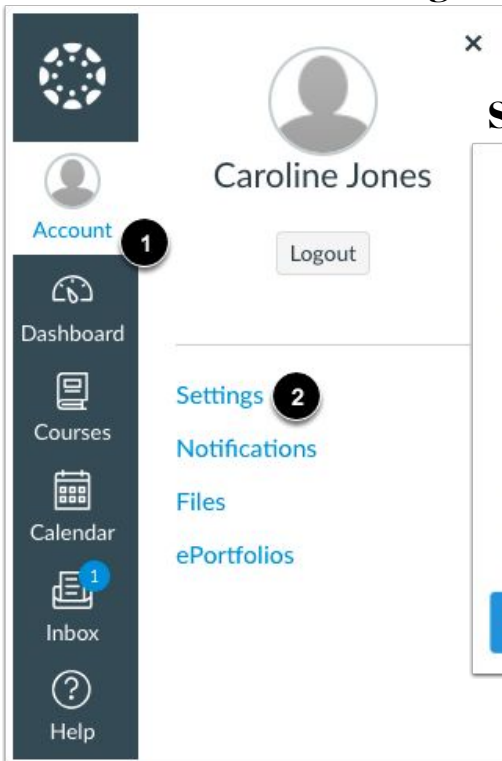 Account
1
Dashboard
Courses
Calendar
1
Inbox
Help
×
Caroline Jones
Logout
Settings 2
Notifications
Files
ePortfolios